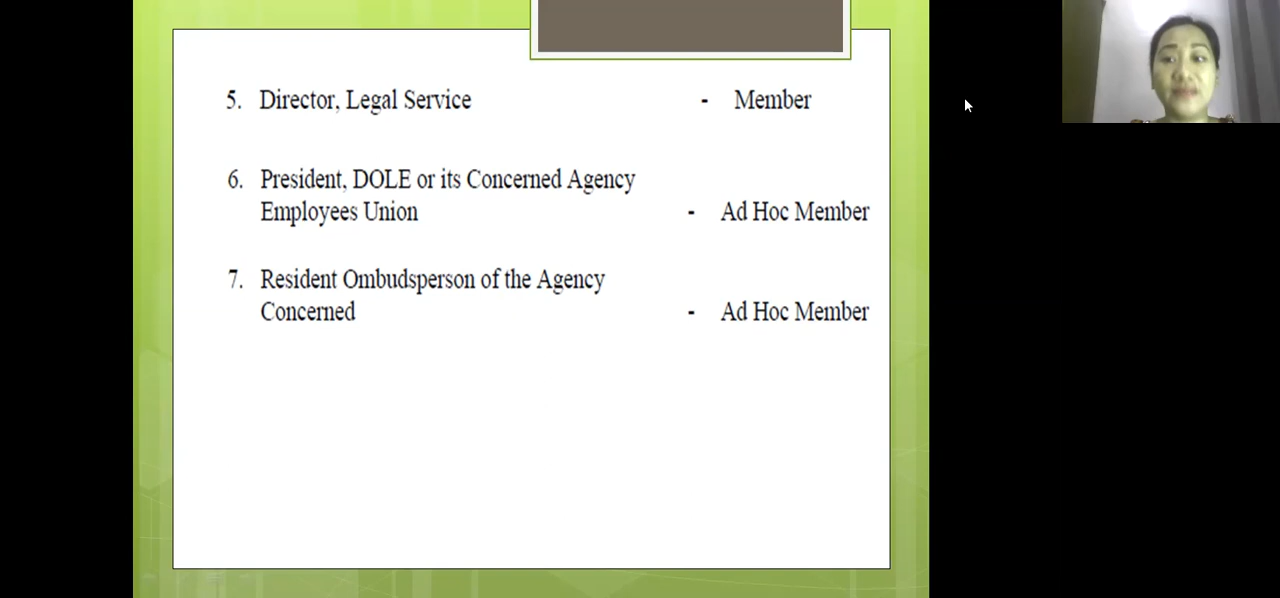 5. Director, Legal Service - Member
6. President, DOLE or its Concerned Agency
Employees Union - Ad Hoc Member
7. Resident Ombudsperson of the Agency
Concerned - Ad Hoc Member